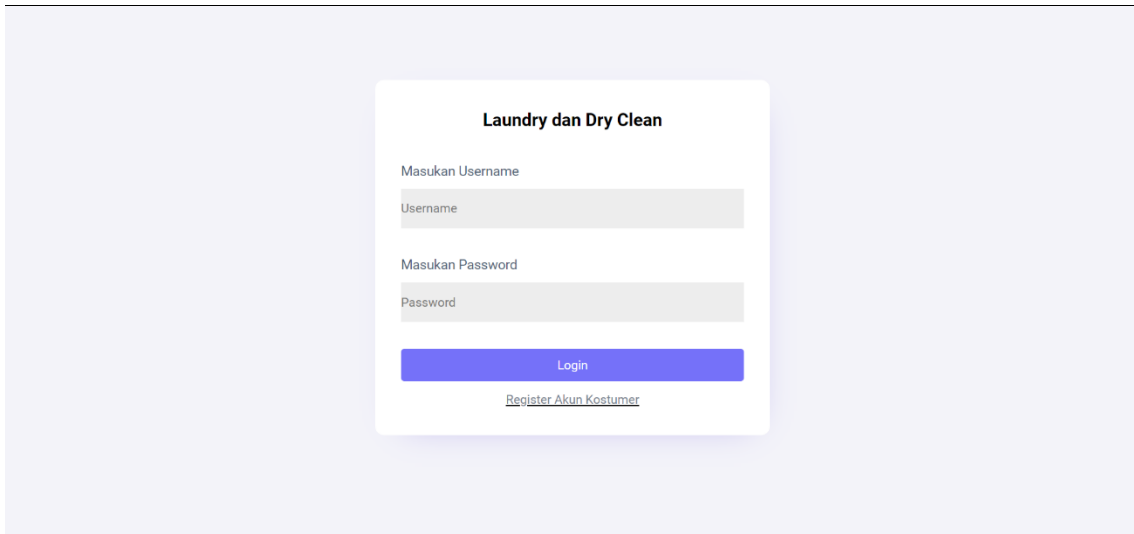 Laundry dan Dry Clean
Masukan Username
Username
Masukan Password
Password
Login
Register Akun Kostumer